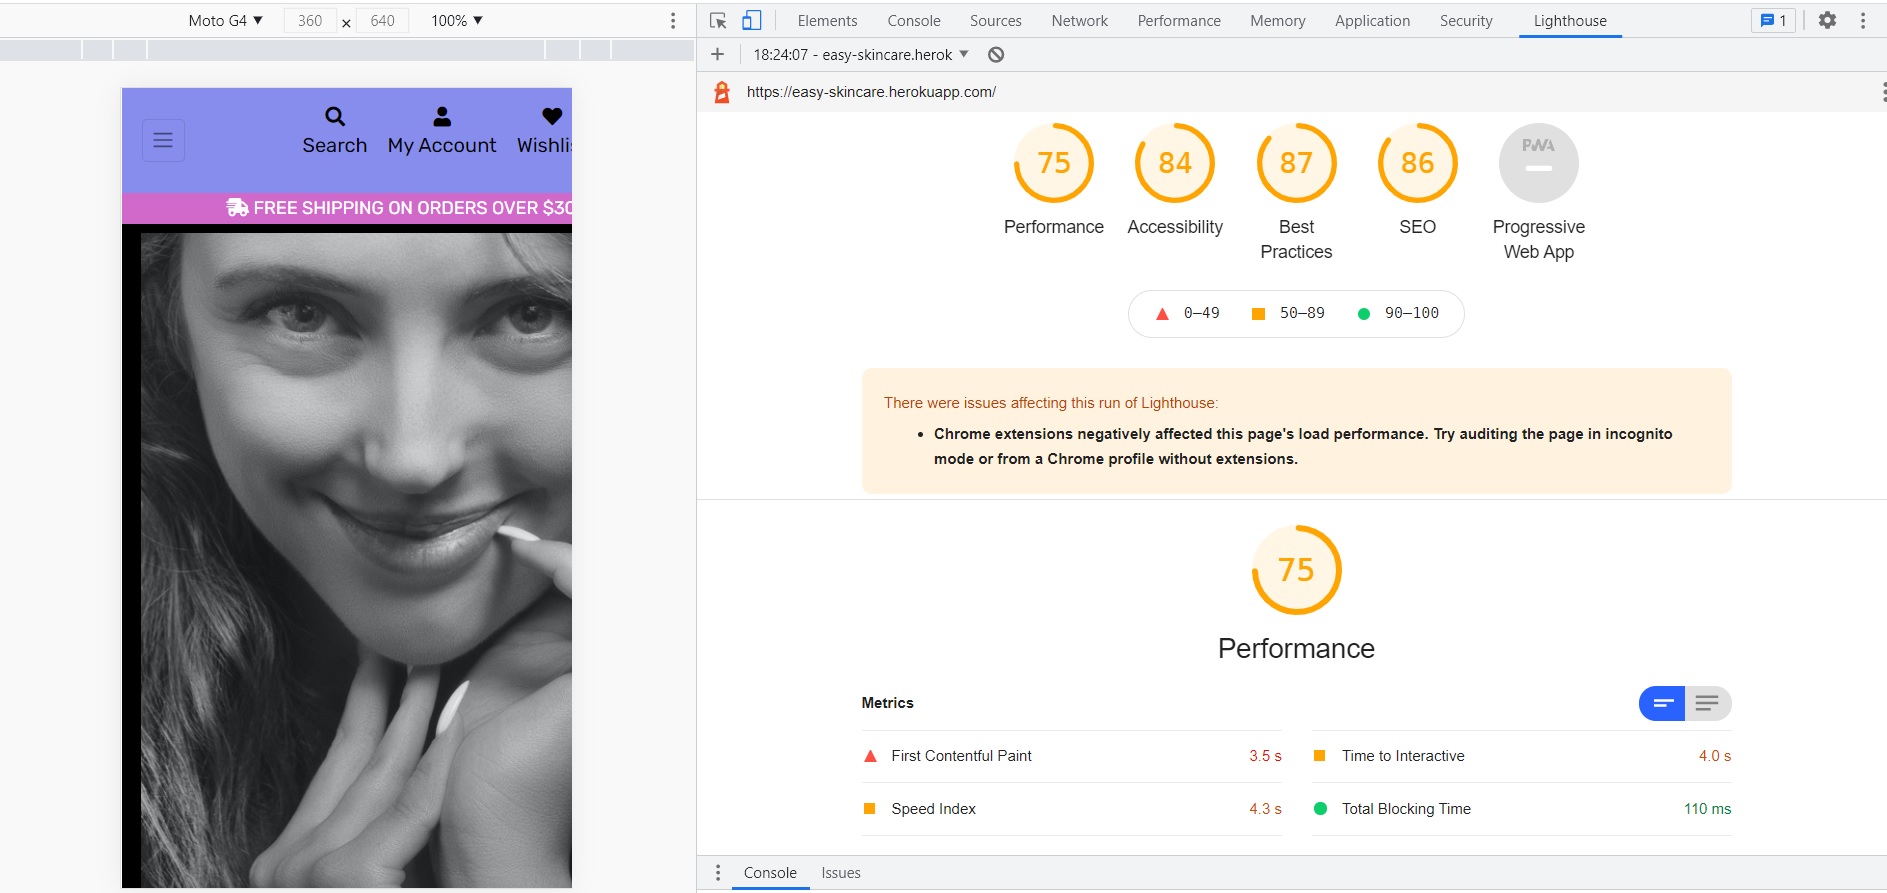 Moto G4 ▼ 360 × 640 100% ▼
Search My Account Wishlis
FREE SHIPPING ON ORDERS OVER $30
Elements Console Sources Network Performance Memory Application Security Lighthouse 1
+ 18:24:07 - easy-skincare.herok ▼
https://easy-skincare.herokuapp.com/
75 84 87 86 PWA
Performance Accessibility Best Practices SEO Progressive Web App
0–49 50–89 90–100
There were issues affecting this run of Lighthouse:
• Chrome extensions negatively affected this page's load performance. Try auditing the page in incognito
mode or from a Chrome profile without extensions.
75
Performance
Metrics
First Contentful Paint 3.5 s Time to Interactive 4.0 s
Speed Index 4.3 s Total Blocking Time 110 ms
Console Issues